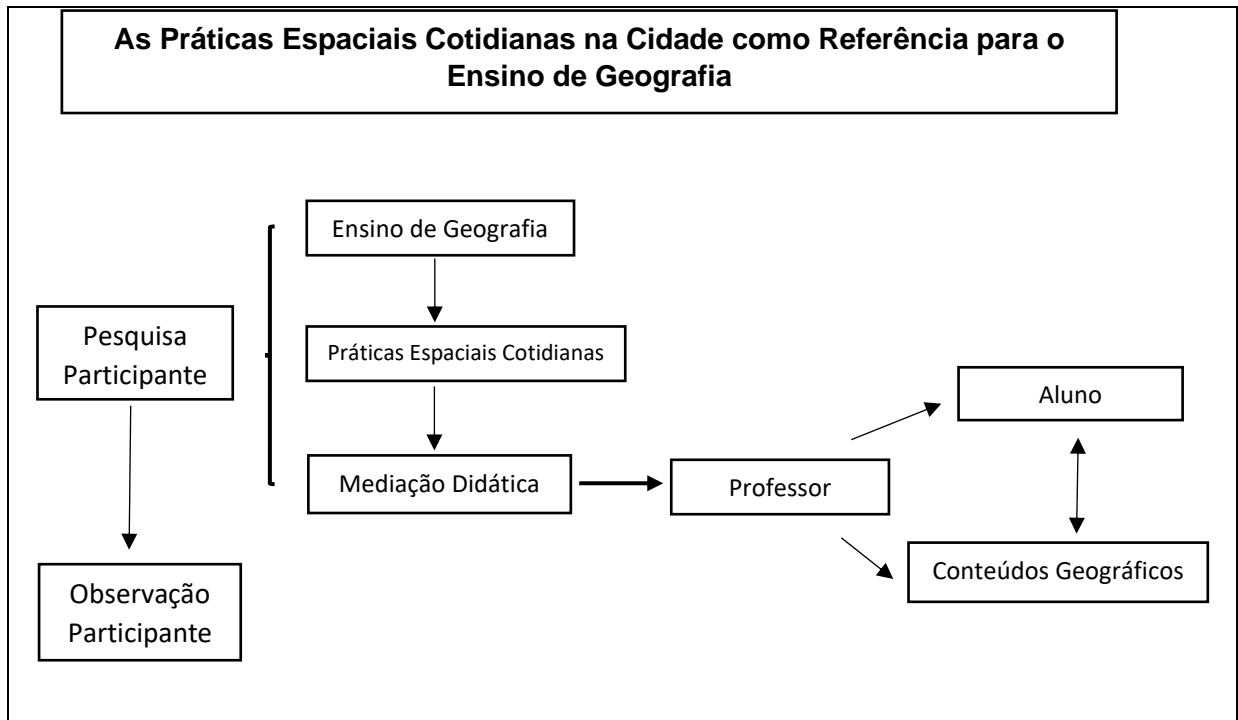 As Práticas Espaciais Cotidianas na Cidade como Referência para o
Ensino de Geografia
Ensino de Geografia
Pesquisa
Participante
Práticas Espaciais Cotidianas
Aluno
Mediação Didática
Professor
Conteúdos Geográficos
Observação
Participante